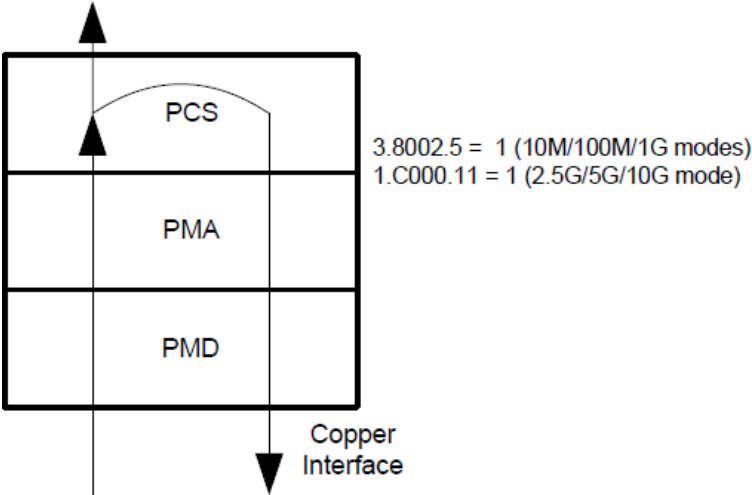 PCS
3.8002.5 =  1 (10M/100M/1G modes)
1.C000.11 = 1 (2.5G/5G/10G mode)
PMA
PMD
Copper
Interface